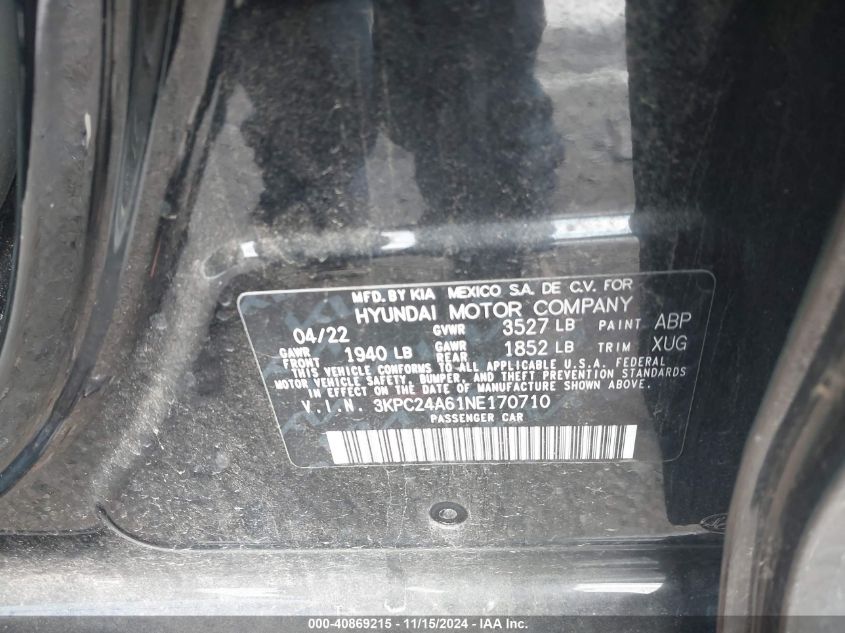 MFD. BY KIA MEXICO S.A. DE C.V. FOR
HYUNDAI MOTOR COMPANY
04/22 GVWR 3527 LB PAINT ABP
GAWR FRONT 1940 LB GAWR REAR 1852 LB TRIM XUG
THIS VEHICLE CONFORMS TO ALL APPLICABLE U.S.A. FEDERAL
MOTOR VEHICLE SAFETY, BUMPER, AND THEFT PREVENTION STANDARDS
IN EFFECT ON THE DATE OF MANUFACTURE SHOWN ABOVE.
V.I.N. 3KPC24A61NE170710
PASSENGER CAR
000-40869215 - 11/15/2024 - IAA Inc.